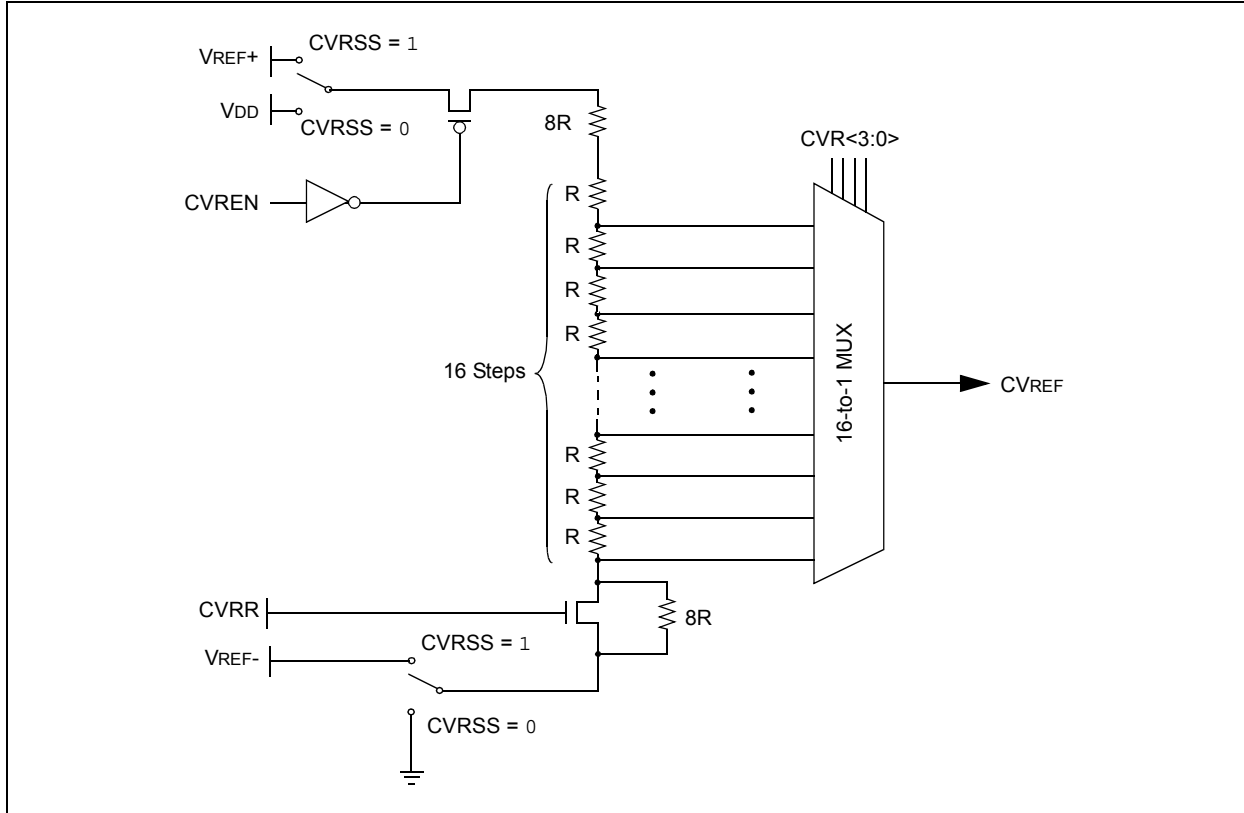 CVRSS = 1
VREF+
8R
VDD
CVRSS = 0
CVR<3:0>
CVREN
R
R
R
R
16 Steps
16-to-1 MUX
CVREF
R
R
R
CVRR
8R
CVRSS = 1
VREF-
CVRSS = 0